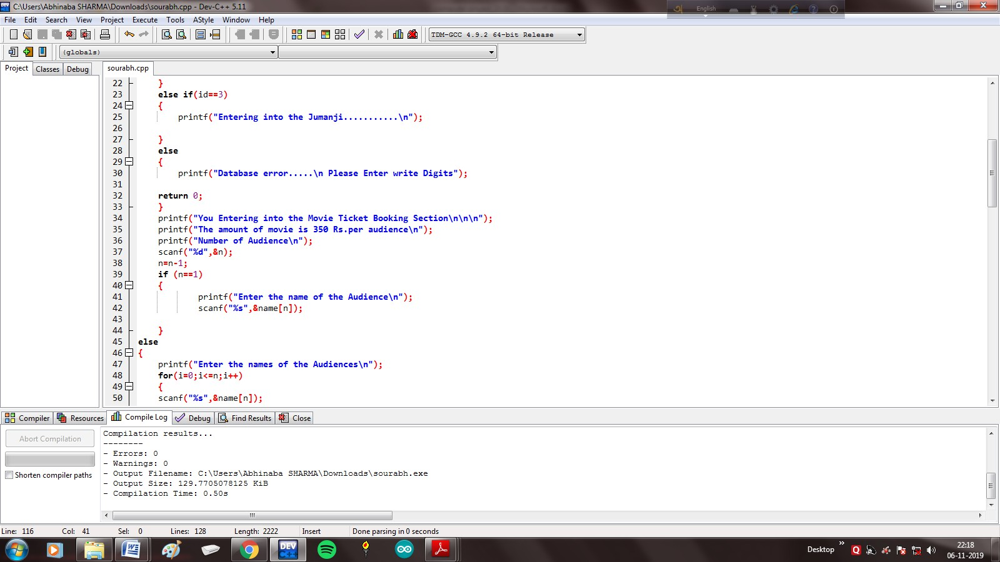 C:\Users\Abhinaba SHARMA\Downloads\sourabh.cpp - Dev-C++ 5.11
English
File Edit Search View Project Execute Tools AStyle Window Help
TDM-GCC 4.9.2 64-bit Release
(globals)
Project Classes Debug
sourabh.cpp
22 }
23 else if(id==3)
24 {
25 printf("Entering into the Jumanji...........\n");
26
27 }
28 else
29 {
30 printf("Database error.....\n Please Enter write Digits");
31
32 return 0;
33 }
34 printf("You Entering into the Movie Ticket Booking Section\n\n\n");
35 printf("The amount of movie is 350 Rs.per audience\n");
36 printf("Number of Audience\n");
37 scanf("%d",&n);
38 n=n-1;
39 if (n==1)
40 {
41 printf("Enter the name of the Audience\n");
42 scanf("%s",&name[n]);
43
44 }
45 else
46 {
47 printf("Enter the names of the Audiences\n");
48 for(i=0;i<=n;i++)
49 {
50 scanf("%s",&name[n]);
Compiler Resources Compile Log Debug Find Results Close
Abort Compilation
Shorten compiler paths
Compilation results...
--------
- Errors: 0
- Warnings: 0
- Output Filename: C:\Users\Abhinaba SHARMA\Downloads\sourabh.exe
- Output Size: 129.7705078125 KiB
- Compilation Time: 0.50s
Line: 116 Col: 41 Sel: 0 Lines: 128 Length: 2222 Insert Done parsing in 0 seconds
DEV C++
Desktop
22:18
06-11-2019